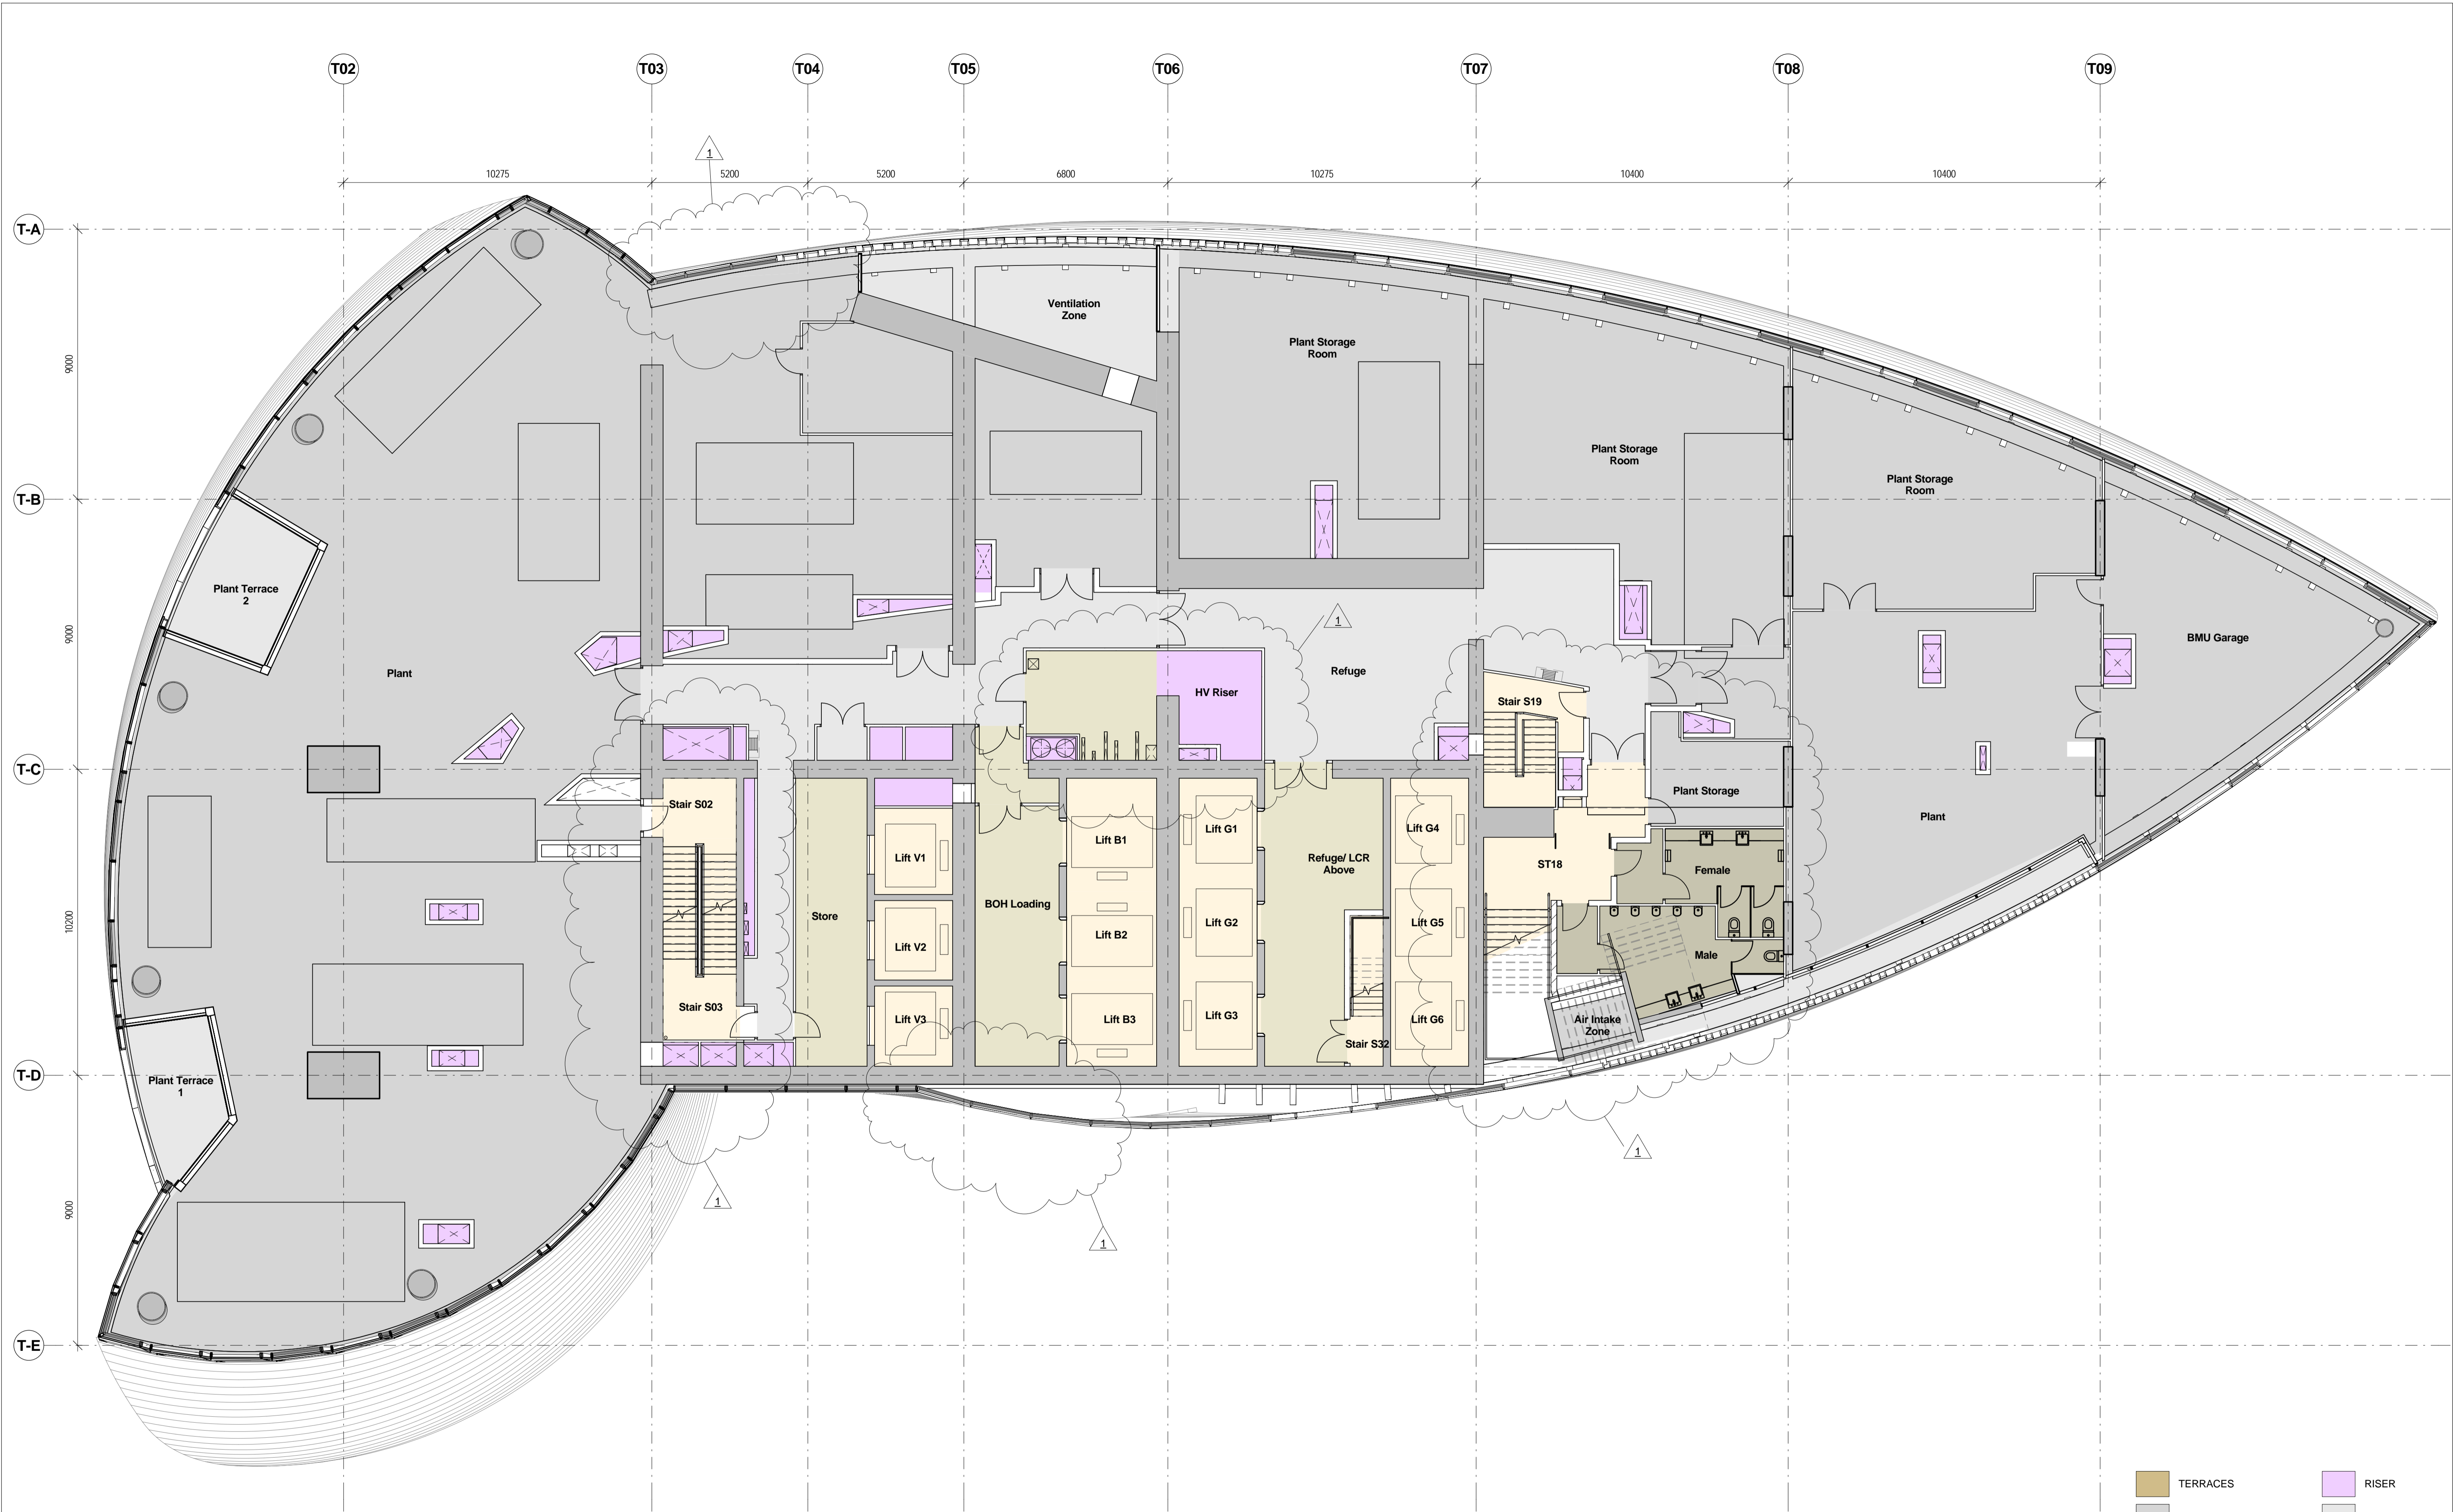 T02
T03
T04
T05
T06
T07
T08
T09
1
10275
5200
5200
6800
10275
10400
10400
T-A
Ventilation
Zone
Plant Storage
Room
9000
Plant Storage
Room
Plant Storage
Room
T-B
Plant Terrace
2
1
9000
BMU Garage
Plant
Refuge
HV Riser
Stair S19
T-C
Stair S02
Plant Storage
Lift V1
Lift B1
Lift G1
Lift G4
Plant
Refuge/ LCR
Above
ST18
Female
Store
BOH Loading
Lift G2
Lift G5
10200
Lift V2
Lift B2
Male
Stair S03
Lift V3
Lift B3
Lift G3
Lift G6
Air Intake
Zone
Stair S32
T-D
Plant Terrace
1
1
1
1
9000
T-E
TERRACES
RISER